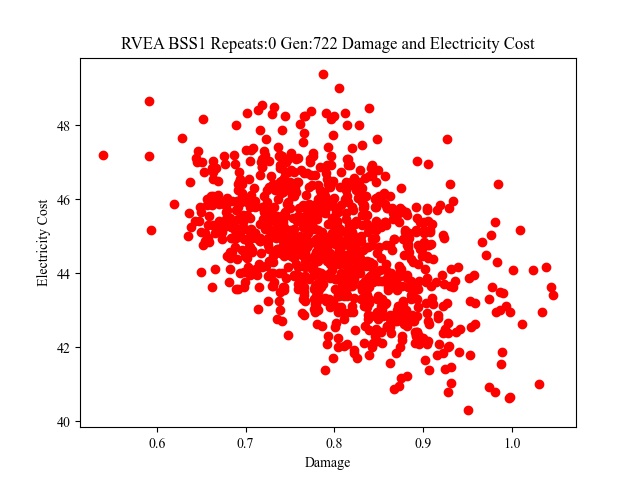 RVEA BSS1 Repeats:0 Gen:722 Damage and Electricity Cost
48
46
44
42
40
Electricity Cost
0.6 0.7 0.8 0.9 1.0
Damage